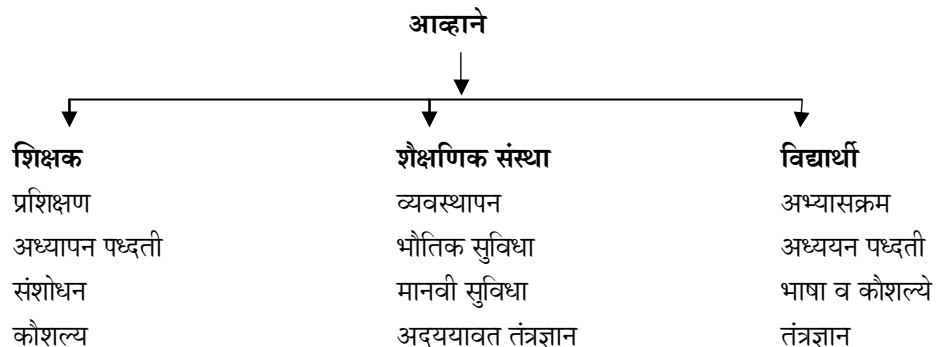 आव्हाने
शिक्षक शैक्षणिक संस्था विद्यार्थी
प्रशिक्षण व्यवस्थापन अभ्यासक्रम
अध्यापन पध्दती भौतिक सुविधा अध्ययन पध्दती
संशोधन मानवी सुविधा भाषा व कौशल्ये
कौशल्य अदययावत तंत्रज्ञान तंत्रज्ञान